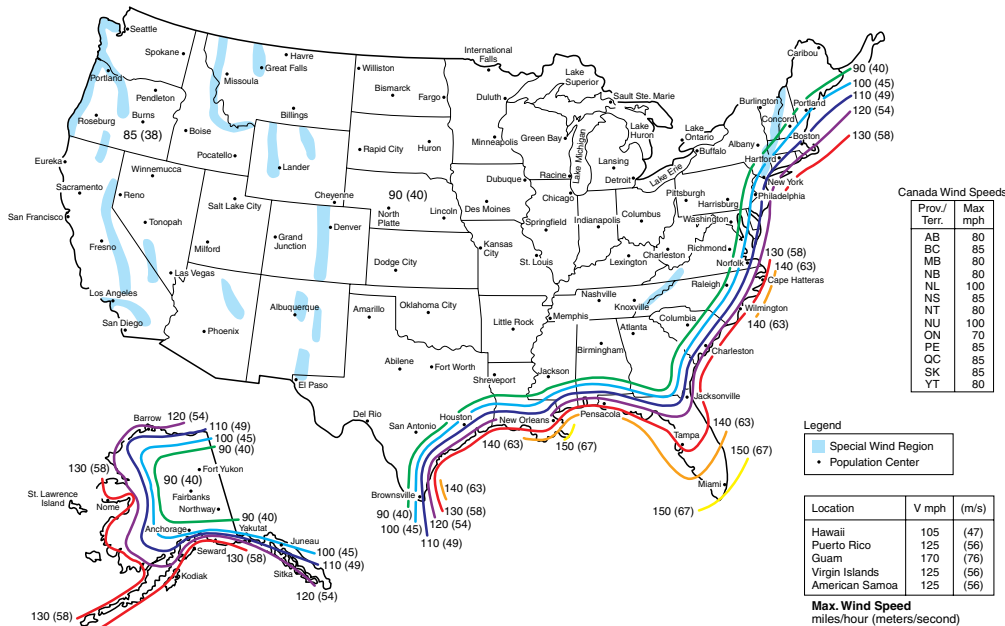 Seattle
Spokane
Portland
Pendleton
Burns
Roseburg
85 (38)
Boise
Pocatello
Eureka
Winnemucca
Sacramento
Reno
San Francisco
Tonopah
Fresno
Las Vegas
Los Angeles
San Diego
Havre
Great Falls
Missoula
Billings
Lander
Cheyenne
Salt Lake City
Grand
Junction
Denver
Milford
Albuquerque
Phoenix
El Paso
Williston
Bismarck
Fargo
Rapid City
Huron
90 (40)
North
Platte
Lincoln
Dodge City
Amarillo
Oklahoma City
Abilene
Fort Worth
Del Rio
San Antonio
Houston
Brownsville
International
Falls
Duluth
Minneapolis
Green Bay
Dubuque
Racine
Chicago
Des Moines
Springfield
Kansas
City
St. Louis
Indianapolis
Columbus
Lansing
Detroit
Lake
Superior
Sault Ste. Marie
Lake Michigan
Lake
Huron
Lake
Ontario
Lake Erie
Buffalo
Pittsburgh
Harrisburg
Washington
Charleston
Lexington
Richmond
Norfolk
Raleigh
Nashville
Knoxville
Memphis
Little Rock
Columbia
Atlanta
Birmingham
Jackson
Shreveport
New Orleans
Pensacola
Jacksonville
Tampa
Miami
Charleston
Wilmington
Cape Hatteras
Caribou
Burlington
Portland
Concord
Boston
Albany
Hartford
New York
Philadelphia
90 (40)
100 (45)
110 (49)
120 (54)
130 (58)
130 (58)
140 (63)
140 (63)
140 (63)
150 (67)
150 (67)
140 (63)
150 (67)
140 (63)
130 (58)
120 (54)
110 (49)
100 (45)
90 (40)
Barrow
120 (54)
110 (49)
100 (45)
90 (40)
130 (58)
Fort Yukon
90 (40)
Fairbanks
Northway
St. Lawrence
Island
Nome
90 (40)
Anchorage
Yakutat
Juneau
Seward
130 (58)
100 (45)
110 (49)
Sitka
120 (54)
Kodiak
130 (58)
Canada Wind Speeds
Prov./ Max
Terr. mph
AB 80
BC 85
MB 80
NB 80
NL 100
NS 85
NT 80
NU 100
ON 70
PE 85
QC 85
SK 85
YT 80
Legend
Special Wind Region
Population Center
Location V mph (m/s)
Hawaii 105 (47)
Puerto Rico 125 (56)
Guam 170 (76)
Virgin Islands 125 (56)
American Samoa 125 (56)
Max. Wind Speed
miles/hour (meters/second)